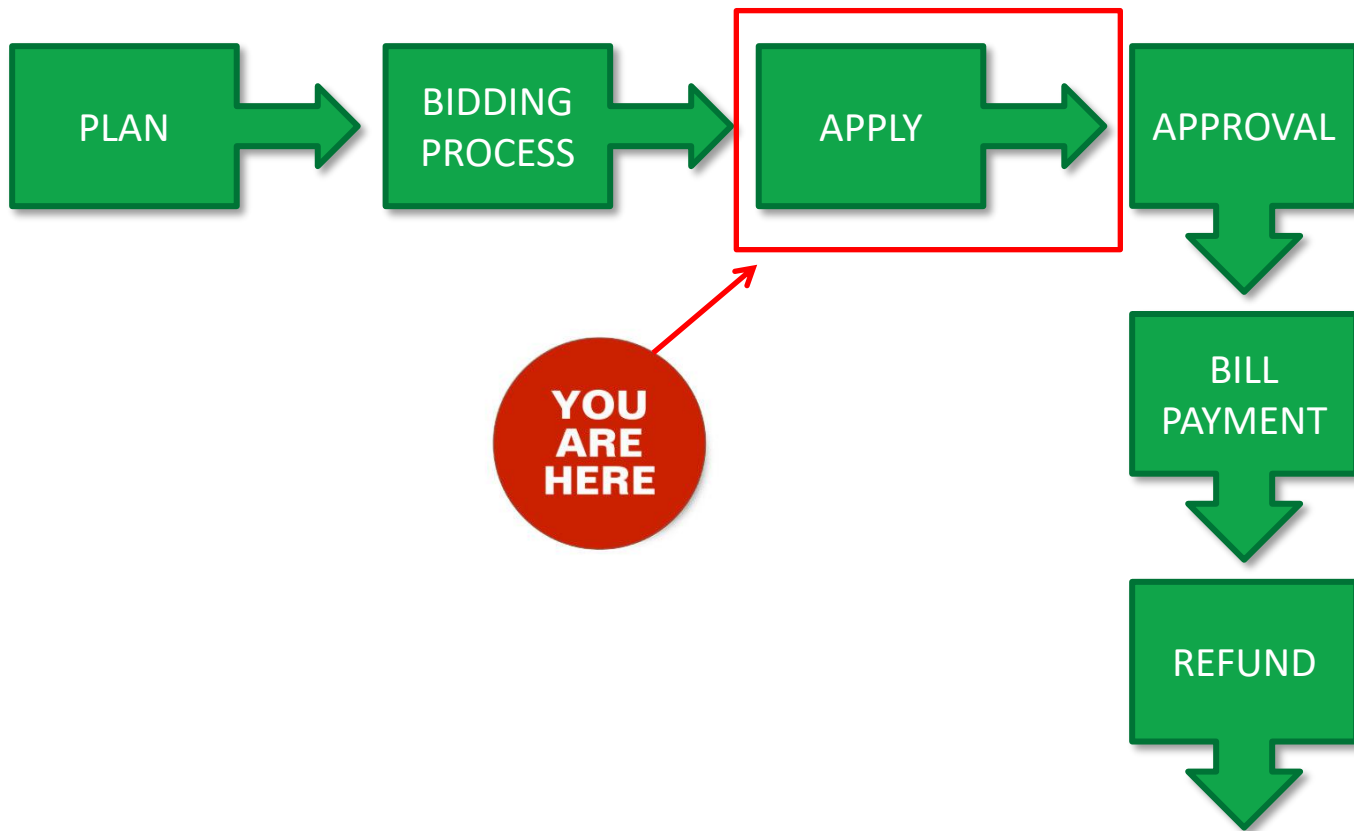 PLAN
BIDDING
PROCESS
APPLY
APPROVAL
BILL
PAYMENT
YOU
ARE
HERE
REFUND